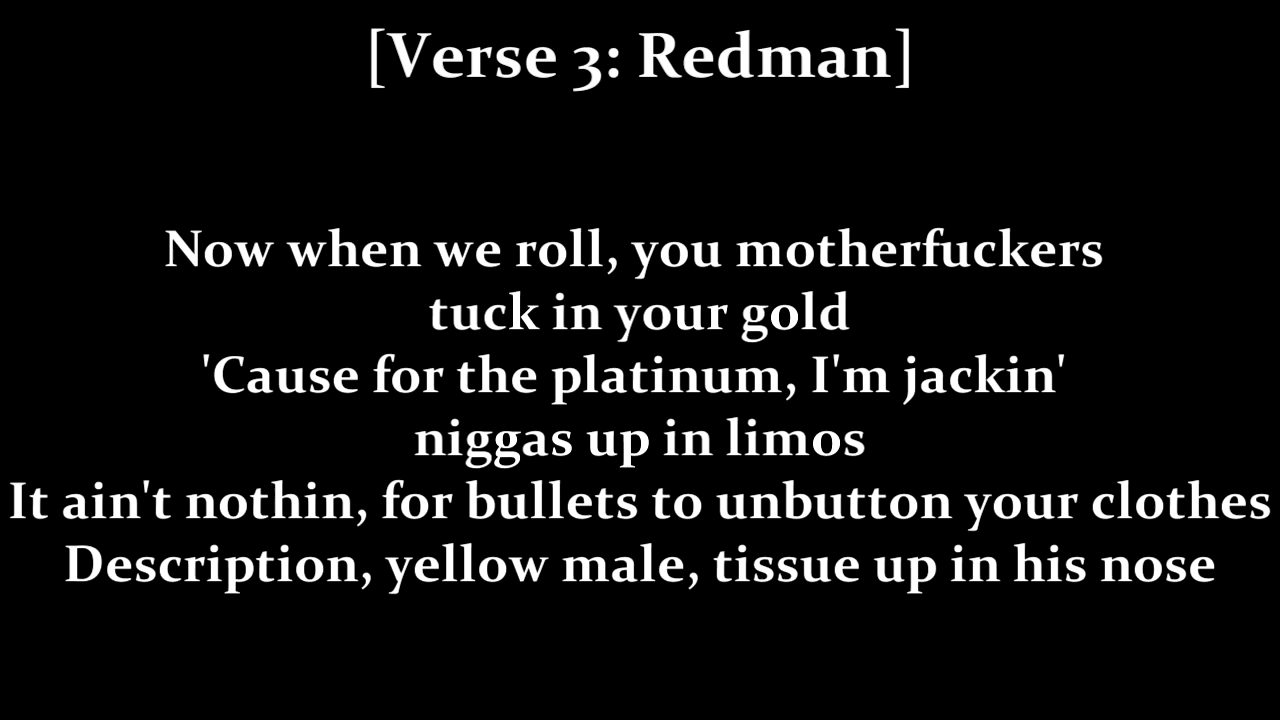 [Verse 3: Redman]
Now when we roll, you motherfuckers
tuck in your gold
'Cause for the platinum, I'm jackin'
niggas up in limos
It ain't nothin, for bullets to unbutton your clothes
Description, yellow male, tissue up in his nose